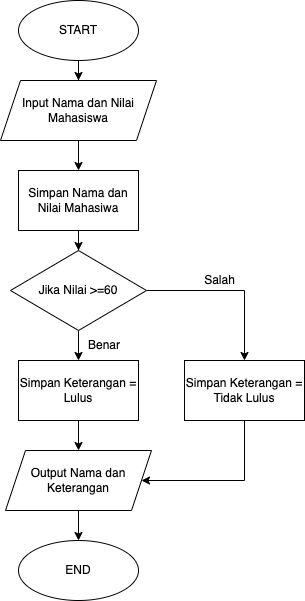 START
Input Nama dan Nilai
Mahasiswa
Simpan Nama dan
Nilai Mahasiwa
Jika Nilai >=60
Salah
Benar
Simpan Keterangan =
Lulus
Simpan Keterangan =
Tidak Lulus
Output Nama dan
Keterangan
END